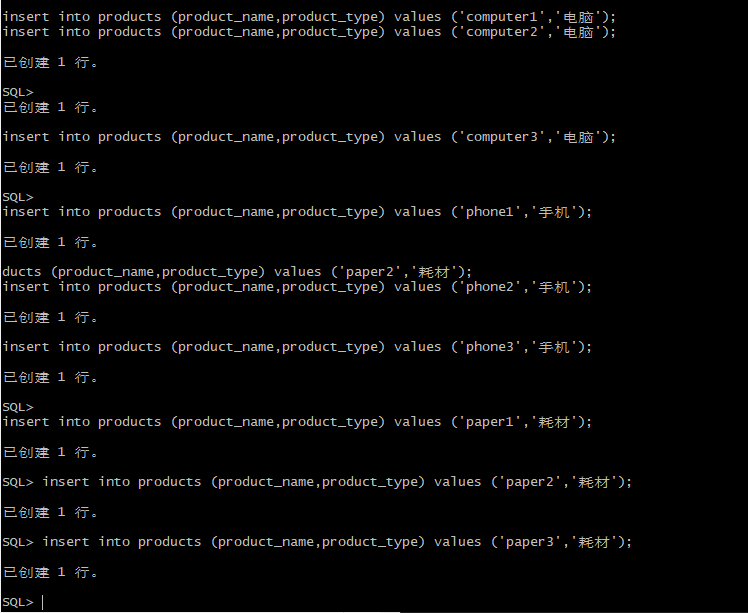 insert into products (product_name,product_type) values ('computer1','电脑');
insert into products (product_name,product_type) values ('computer2','电脑');
已创建 1 行。
SQL>
已创建 1 行。
insert into products (product_name,product_type) values ('computer3','电脑');
已创建 1 行。
SQL>
insert into products (product_name,product_type) values ('phone1','手机');
已创建 1 行。
ducts (product_name,product_type) values ('paper2','耗材');
insert into products (product_name,product_type) values ('phone2','手机');
已创建 1 行。
insert into products (product_name,product_type) values ('phone3','手机');
已创建 1 行。
SQL>
insert into products (product_name,product_type) values ('paper1','耗材');
已创建 1 行。
SQL> insert into products (product_name,product_type) values ('paper2','耗材');
已创建 1 行。
SQL> insert into products (product_name,product_type) values ('paper3','耗材');
已创建 1 行。
SQL>